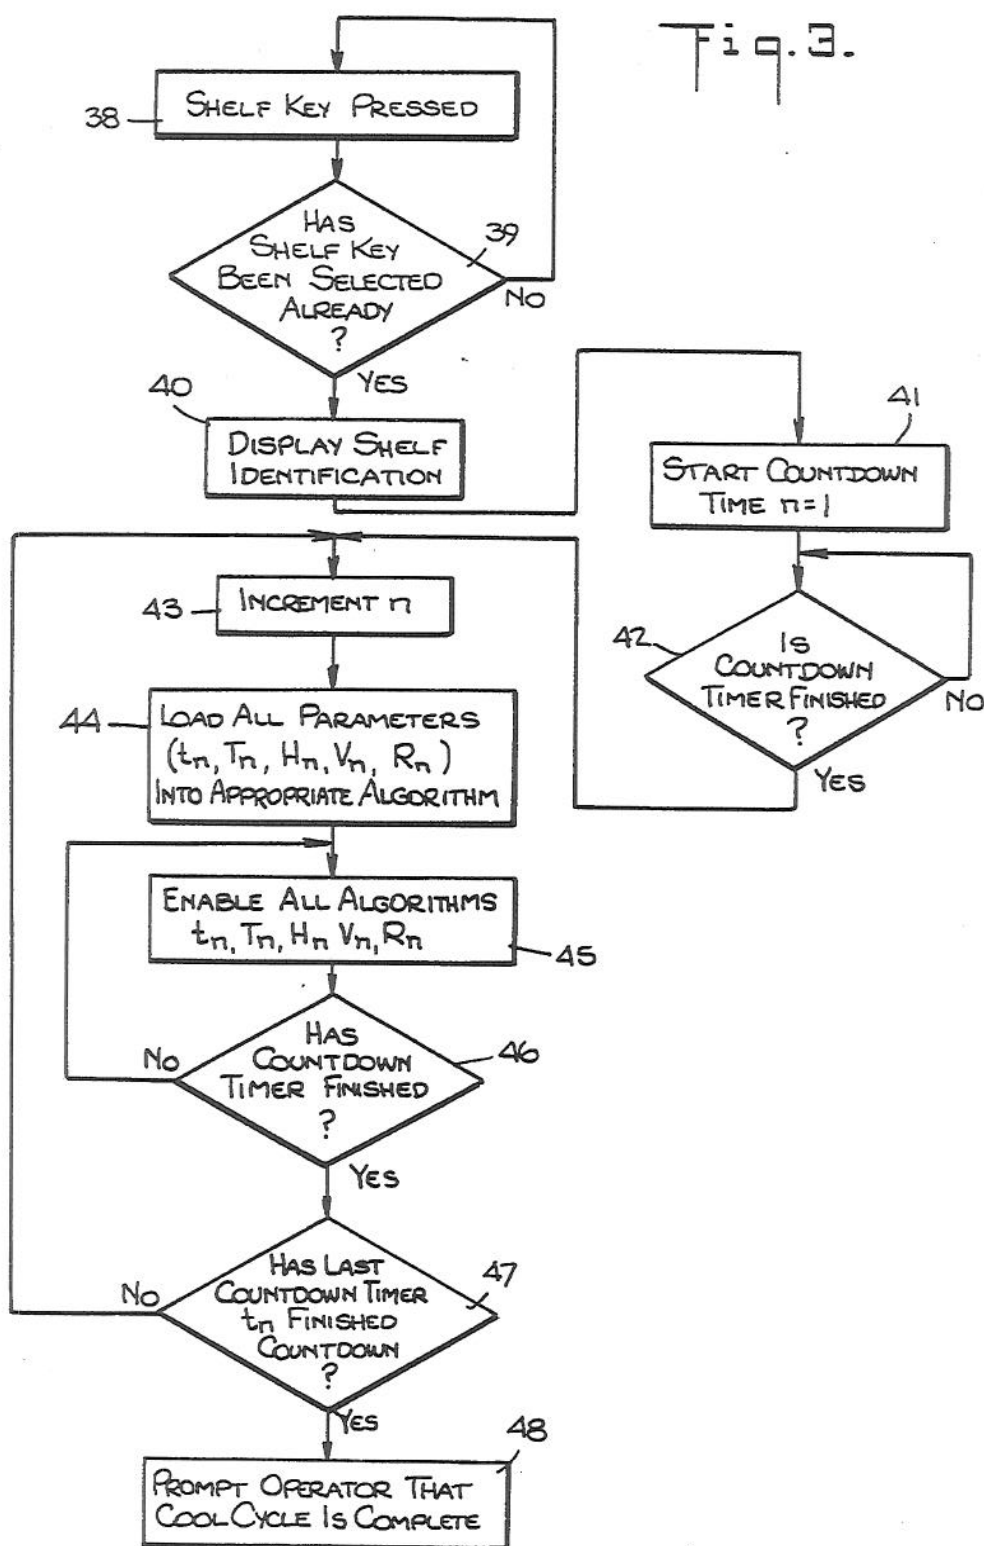 Fig.3.
SHELF KEY PRESSED
38
HAS
SHELF KEY
BEEN SELECTED
ALREADY
?
39
NO
YES
40
DISPLAY SHELF
IDENTIFICATION
41
START COUNTDOWN
TIME n=1
42
IS
COUNTDOWN
TIMER FINISHED
?
NO
YES
43
INCREMENT n
44
LOAD ALL PARAMETERS
(tn, Tn, Hn, Vn, Rn)
INTO APPROPRIATE ALGORITHM
ENABLE ALL ALGORITHMS
tn, Tn, Hn Vn, Rn
45
HAS
COUNTDOWN
TIMER FINISHED
?
46
NO
YES
HAS LAST
COUNTDOWN TIMER
tn FINISHED
COUNTDOWN
?
47
NO
YES
48
PROMPT OPERATOR THAT
COOL CYCLE IS COMPLETE